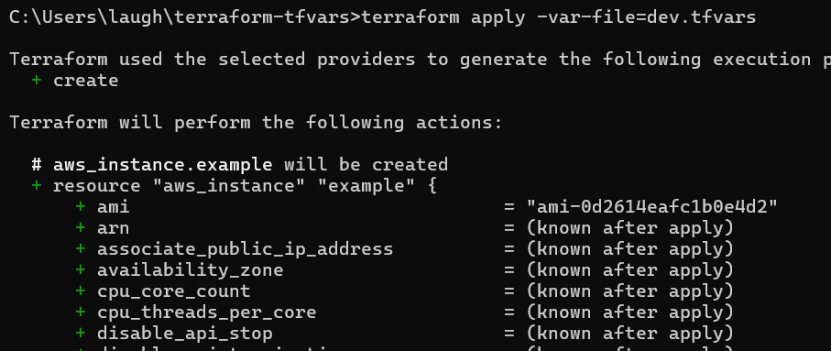 C:\Users\laugh\terraform-tfvars>terraform apply -var-file=dev.tfvars
Terraform used the selected providers to generate the following execution
+ create
Terraform will perform the following actions:
# aws_instance.example will be created
+ resource "aws_instance" "example" {
+ ami = "ami-0d2614eafc1b0e4d2"
+ arn = (known after apply)
+ associate_public_ip_address = (known after apply)
+ availability_zone = (known after apply)
+ cpu_core_count = (known after apply)
+ cpu_threads_per_core = (known after apply)
+ disable_api_stop = (known after apply)